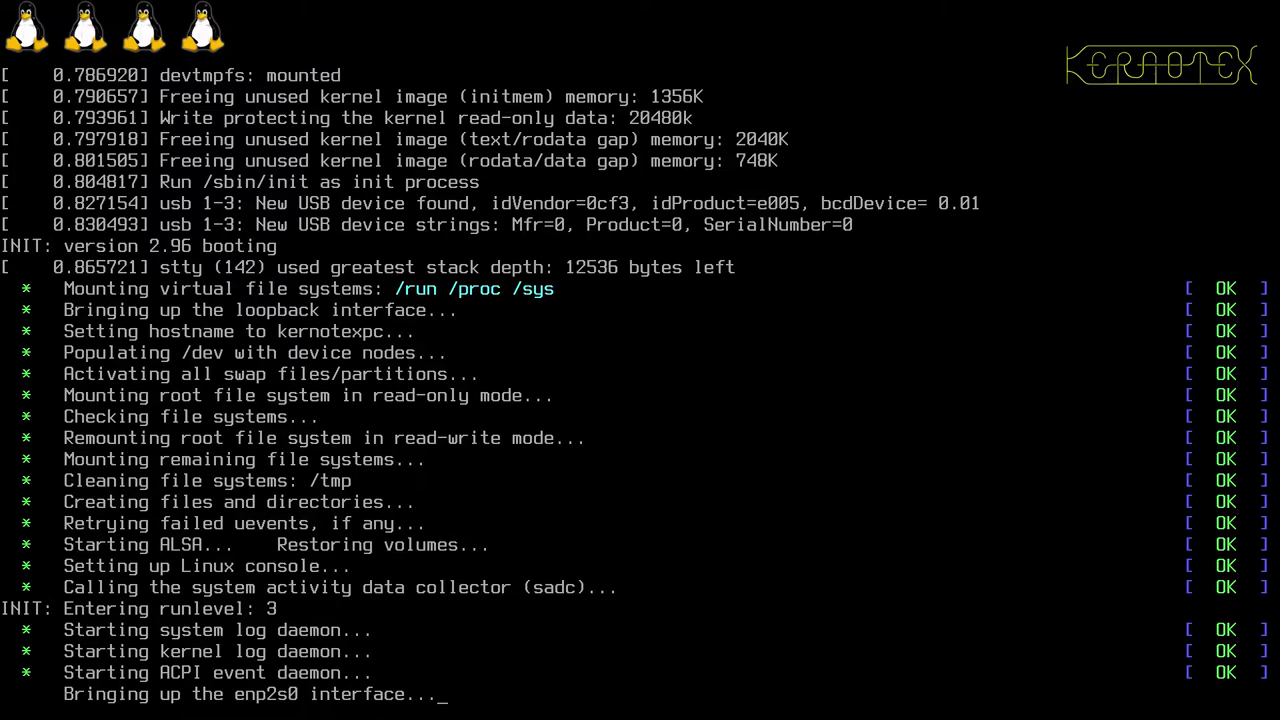 KERNOTEX
[    0.786920] devtmpfs: mounted
[    0.790657] Freeing unused kernel image (initmem) memory: 1356K
[    0.793961] Write protecting the kernel read-only data: 20480k
[    0.797918] Freeing unused kernel image (text/rodata gap) memory: 2040K
[    0.801505] Freeing unused kernel image (rodata/data gap) memory: 748K
[    0.804817] Run /sbin/init as init process
[    0.827154] usb 1-3: New USB device found, idVendor=0cf3, idProduct=e005, bcdDevice= 0.01
[    0.830493] usb 1-3: New USB device strings: Mfr=0, Product=0, SerialNumber=0
INIT: version 2.96 booting
[    0.865721] stty (142) used greatest stack depth: 12536 bytes left
  *   Mounting virtual file systems: /run /proc /sys [  OK  ]
  *   Bringing up the loopback interface... [  OK  ]
  *   Setting hostname to kernotexpc... [  OK  ]
  *   Populating /dev with device nodes... [  OK  ]
  *   Activating all swap files/partitions... [  OK  ]
  *   Mounting root file system in read-only mode... [  OK  ]
  *   Checking file systems... [  OK  ]
  *   Remounting root file system in read-write mode... [  OK  ]
  *   Mounting remaining file systems... [  OK  ]
  *   Cleaning file systems: /tmp [  OK  ]
  *   Creating files and directories... [  OK  ]
  *   Retrying failed uevents, if any... [  OK  ]
  *   Starting ALSA...    Restoring volumes... [  OK  ]
  *   Setting up Linux console... [  OK  ]
  *   Calling the system activity data collector (sadc)... [  OK  ]
INIT: Entering runlevel: 3
  *   Starting system log daemon... [  OK  ]
  *   Starting kernel log daemon... [  OK  ]
  *   Starting ACPI event daemon... [  OK  ]
      Bringing up the enp2s0 interface..._